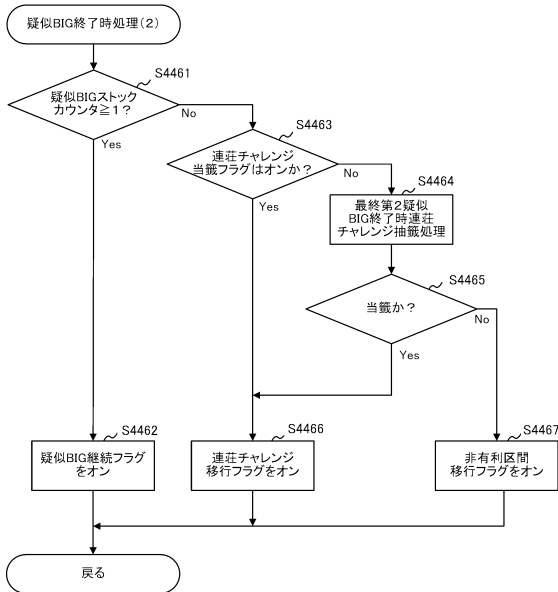 疑似BIG終了時処理(2)
S4461
疑似BIGストック
カウンタ≧1?
No
Yes
S4463
連荘チャレンジ
当籤フラグはオンか?
No
Yes
S4464
最終第2疑似
BIG終了時連荘
チャレンジ抽籤処理
S4465
当籤か?
No
Yes
S4462
疑似BIG継続フラグ
をオン
S4466
連荘チャレンジ
移行フラグをオン
S4467
非有利区間
移行フラグをオン
戻る